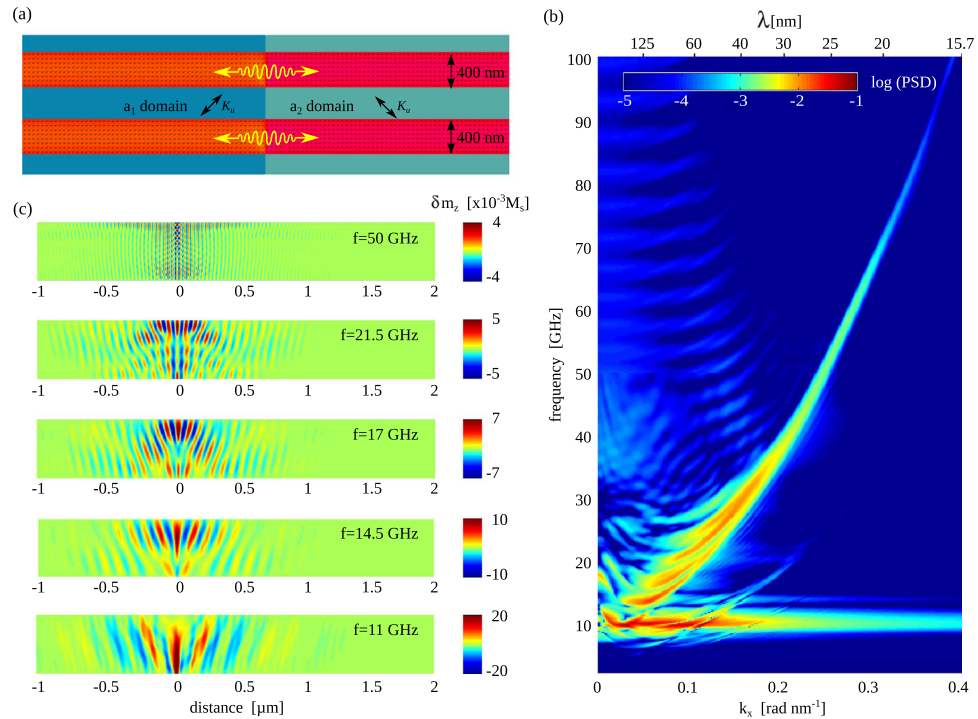 (a)
400 nm
a₁ domain
Kᵤ
a₂ domain
Kᵤ
400 nm
(b)
λ[nm]
125 60 40 30 25 20 15.7
log (PSD)
-5 -4 -3 -2 -1
100
90
80
70
60
50
40
30
20
10
frequency [GHz]
0 0.1 0.2 0.3 0.4
kₓ [rad nm⁻¹]
(c)
δ m_z [x10⁻³Mₛ]
f=50 GHz
4
-4
-1 -0.5 0 0.5 1 1.5 2
f=21.5 GHz
5
-5
-1 -0.5 0 0.5 1 1.5 2
f=17 GHz
7
-7
-1 -0.5 0 0.5 1 1.5 2
f=14.5 GHz
10
-10
-1 -0.5 0 0.5 1 1.5 2
f=11 GHz
20
-20
-1 -0.5 0 0.5 1 1.5 2
distance [µm]